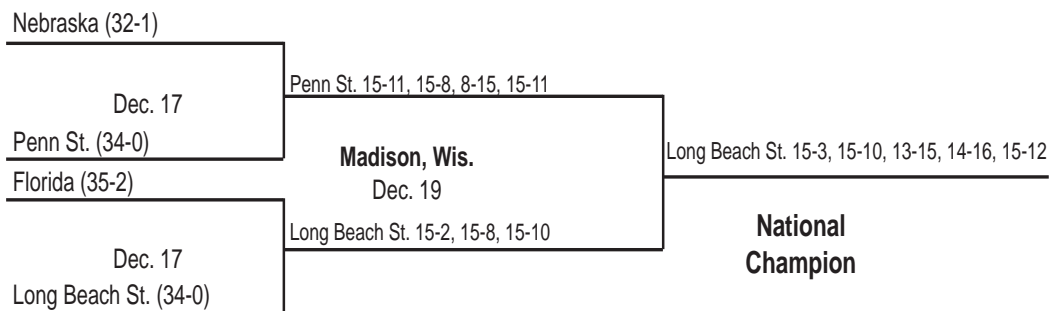 Nebraska (32-1)
Dec. 17
Penn St. (34-0)
Penn St. 15-11, 15-8, 8-15, 15-11
Florida (35-2)
Dec. 17
Long Beach St. (34-0)
Long Beach St. 15-2, 15-8, 15-10
Madison, Wis.
Dec. 19
Long Beach St. 15-3, 15-10, 13-15, 14-16, 15-12
National
Champion